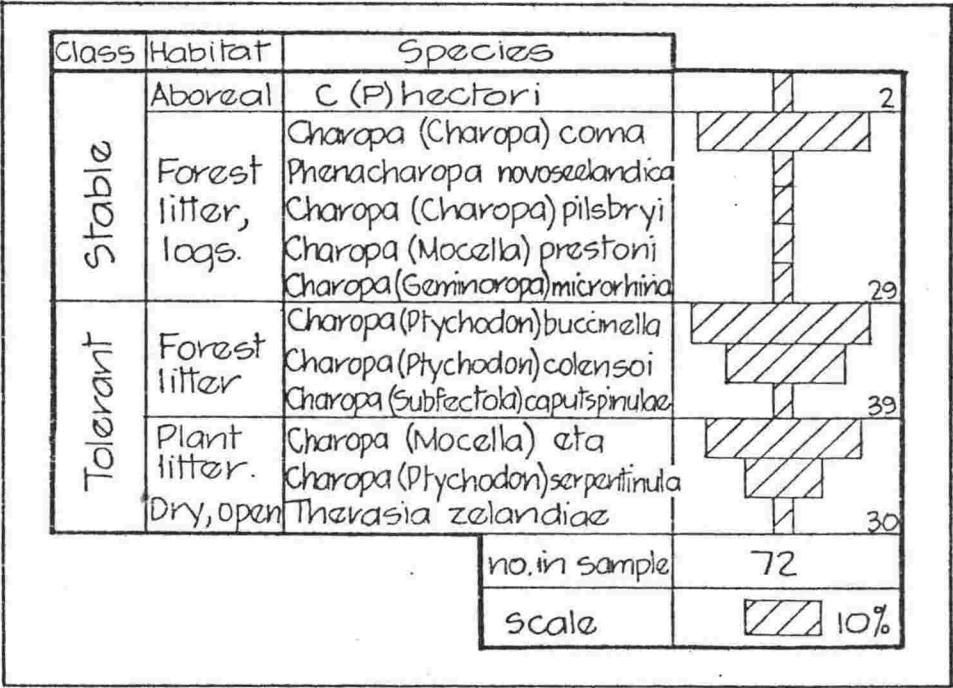 Class Habitat Species
Stable
Aboreal C (P) hectori 2
Forest litter, logs.
Charopa (Charopa) coma
Phenacharopa novoseelandica
Charopa (Charopa) pilsbryi
Charopa (Mocella) prestoni
Charopa (Geminoropa) microrhina 29
Tolerant
Forest litter
Charopa (Ptychodon) buccinella
Charopa (Ptychodon) colensoi
Charopa (Subfectola) caputspinulae 39
Plant litter.
Charopa (Mocella) eta
Charopa (Ptychodon) serpentinula
Dry, open Therasia zelandiae 30
no. in sample 72
scale 10%